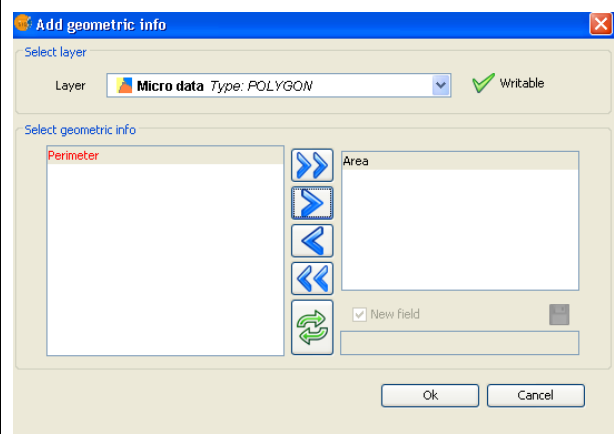 Add geometric info
Select layer
Layer
Micro data Type: POLYGON
Writable
Select geometric info
Perimeter
Area
New field
Ok
Cancel